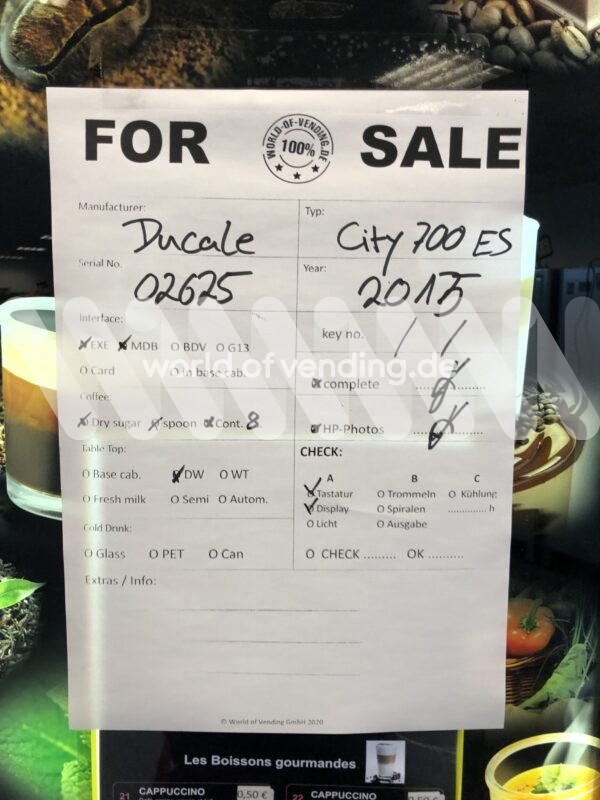 FOR SALE
WORLD-OF-VENDING.DE
100%
Manufacturer: Ducale
Typ: City 700 ES
Serial No. 02625
Year: 2015
Interface:
EXE MDB O BDV O G13
O Card O in base cab.
key no. / /
complete
Coffee:
Dry sugar spoon Cont. 8
HP-Photos
world of vending.de
Table Top:
O Base cab. DW O WT
O Fresh milk O Semi O Autom.
CHECK:
A B C
Tastatur O Trommeln O Kühlung
Display O Spiralen ............ h
O Licht O Ausgabe
Cold Drink:
O Glass O PET O Can
O CHECK ......... OK ..........
Extras / Info:
© World of Vending GmbH 2020
Les Boissons gourmandes
21 CAPPUCCINO 0,50 €
22 CAPPUCCINO